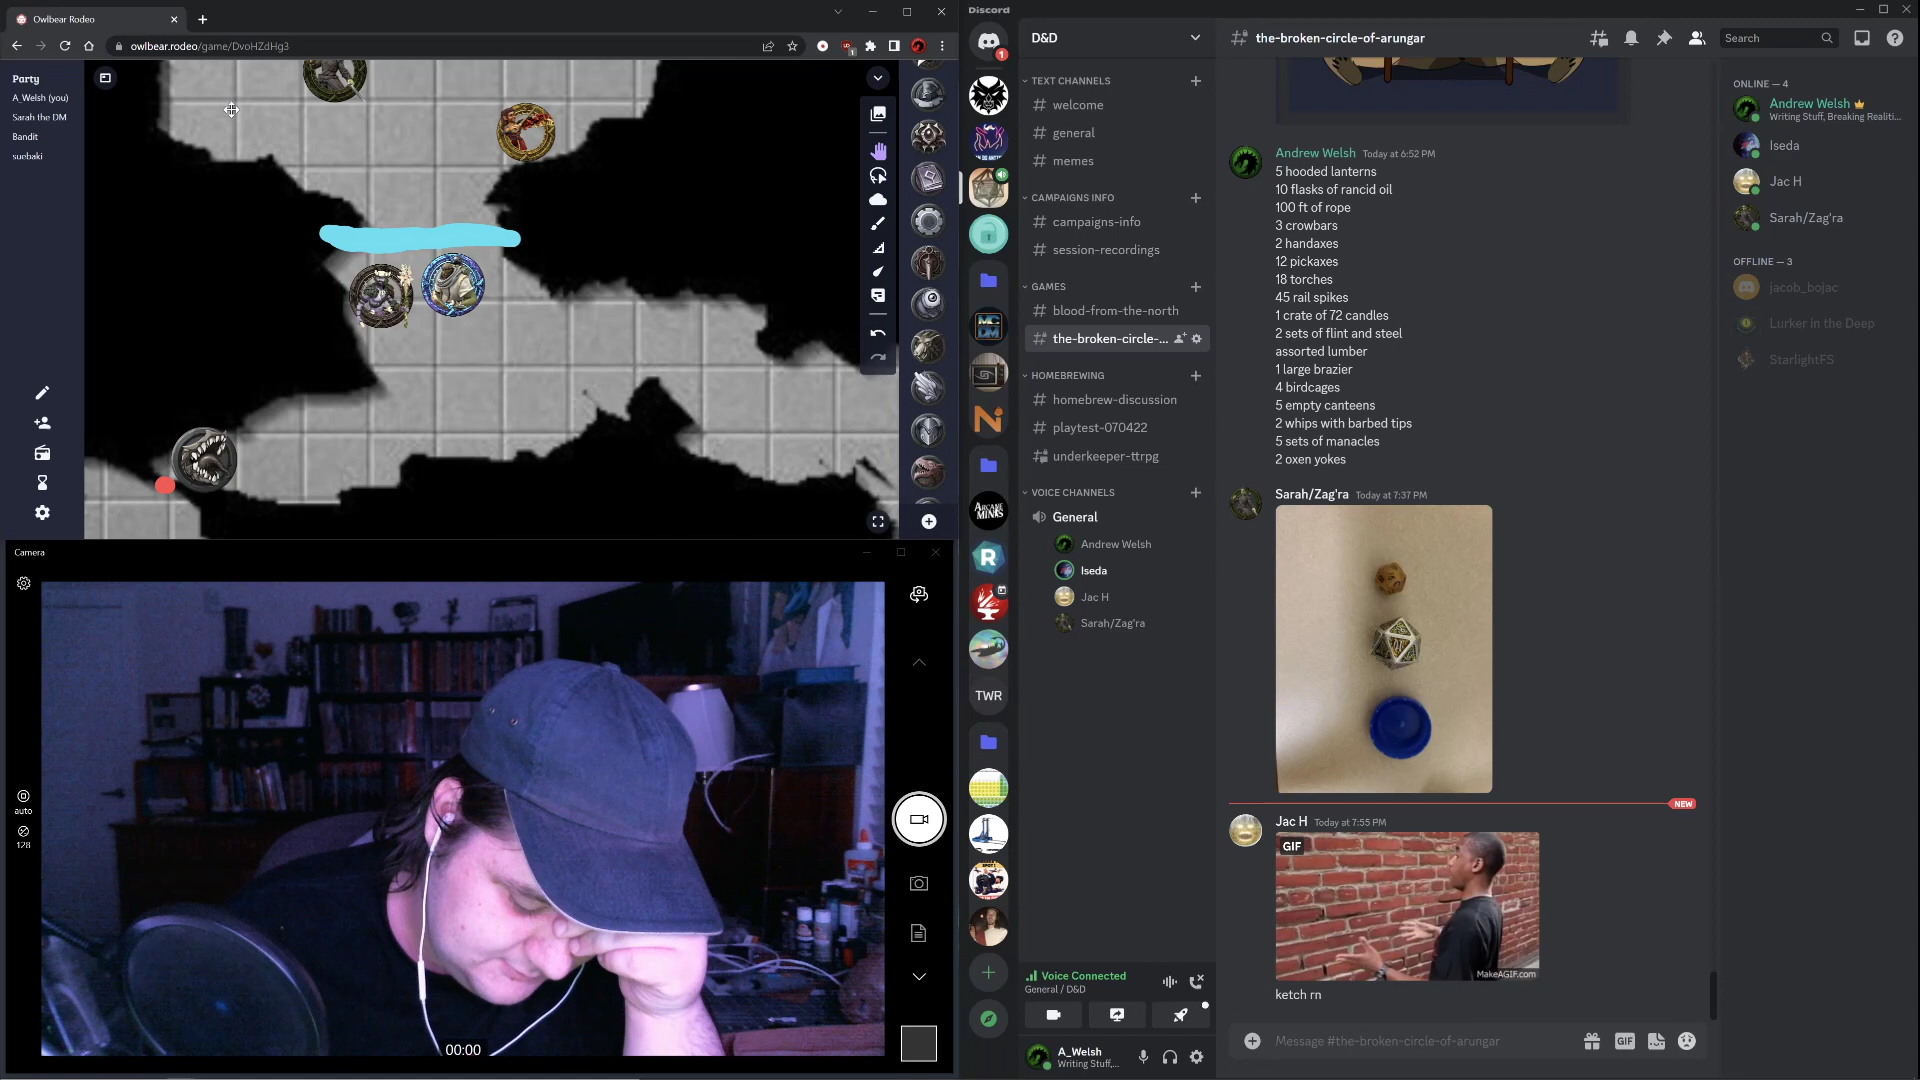 Owlbear Rodeo
owlbear.rodeo/game/DvoHZdHg3
Party
A_Welsh (you)
Sarah the DM
Bandit
suebaki
Camera
auto
128
00:00
Discord
1
D&D
TEXT CHANNELS
welcome
general
memes
CAMPAIGNS INFO
campaigns-info
session-recordings
GAMES
blood-from-the-north
the-broken-circle-...
HOMEBREWING
homebrew-discussion
playtest-070422
underkeeper-ttrpg
VOICE CHANNELS
General
Andrew Welsh
Iseda
Jac H
Sarah/Zag'ra
MCDM
ARCANE MINIS
TWR
Voice Connected
General / D&D
A_Welsh
Writing Stuff,...
the-broken-circle-of-arungar
Search
Andrew Welsh Today at 6:52 PM
5 hooded lanterns
10 flasks of rancid oil
100 ft of rope
3 crowbars
2 handaxes
12 pickaxes
18 torches
45 rail spikes
1 crate of 72 candles
2 sets of flint and steel
assorted lumber
1 large brazier
4 birdcages
5 empty canteens
2 whips with barbed tips
5 sets of manacles
2 oxen yokes
Sarah/Zag'ra Today at 7:37 PM
NEW
Jac H Today at 7:55 PM
GIF
MakeAGIF.com
ketch rn
Message #the-broken-circle-of-arungar
GIF
ONLINE — 4
Andrew Welsh
Writing Stuff, Breaking Realiti...
Iseda
Jac H
Sarah/Zag'ra
OFFLINE — 3
jacob_bojac
Lurker in the Deep
StarlightFS